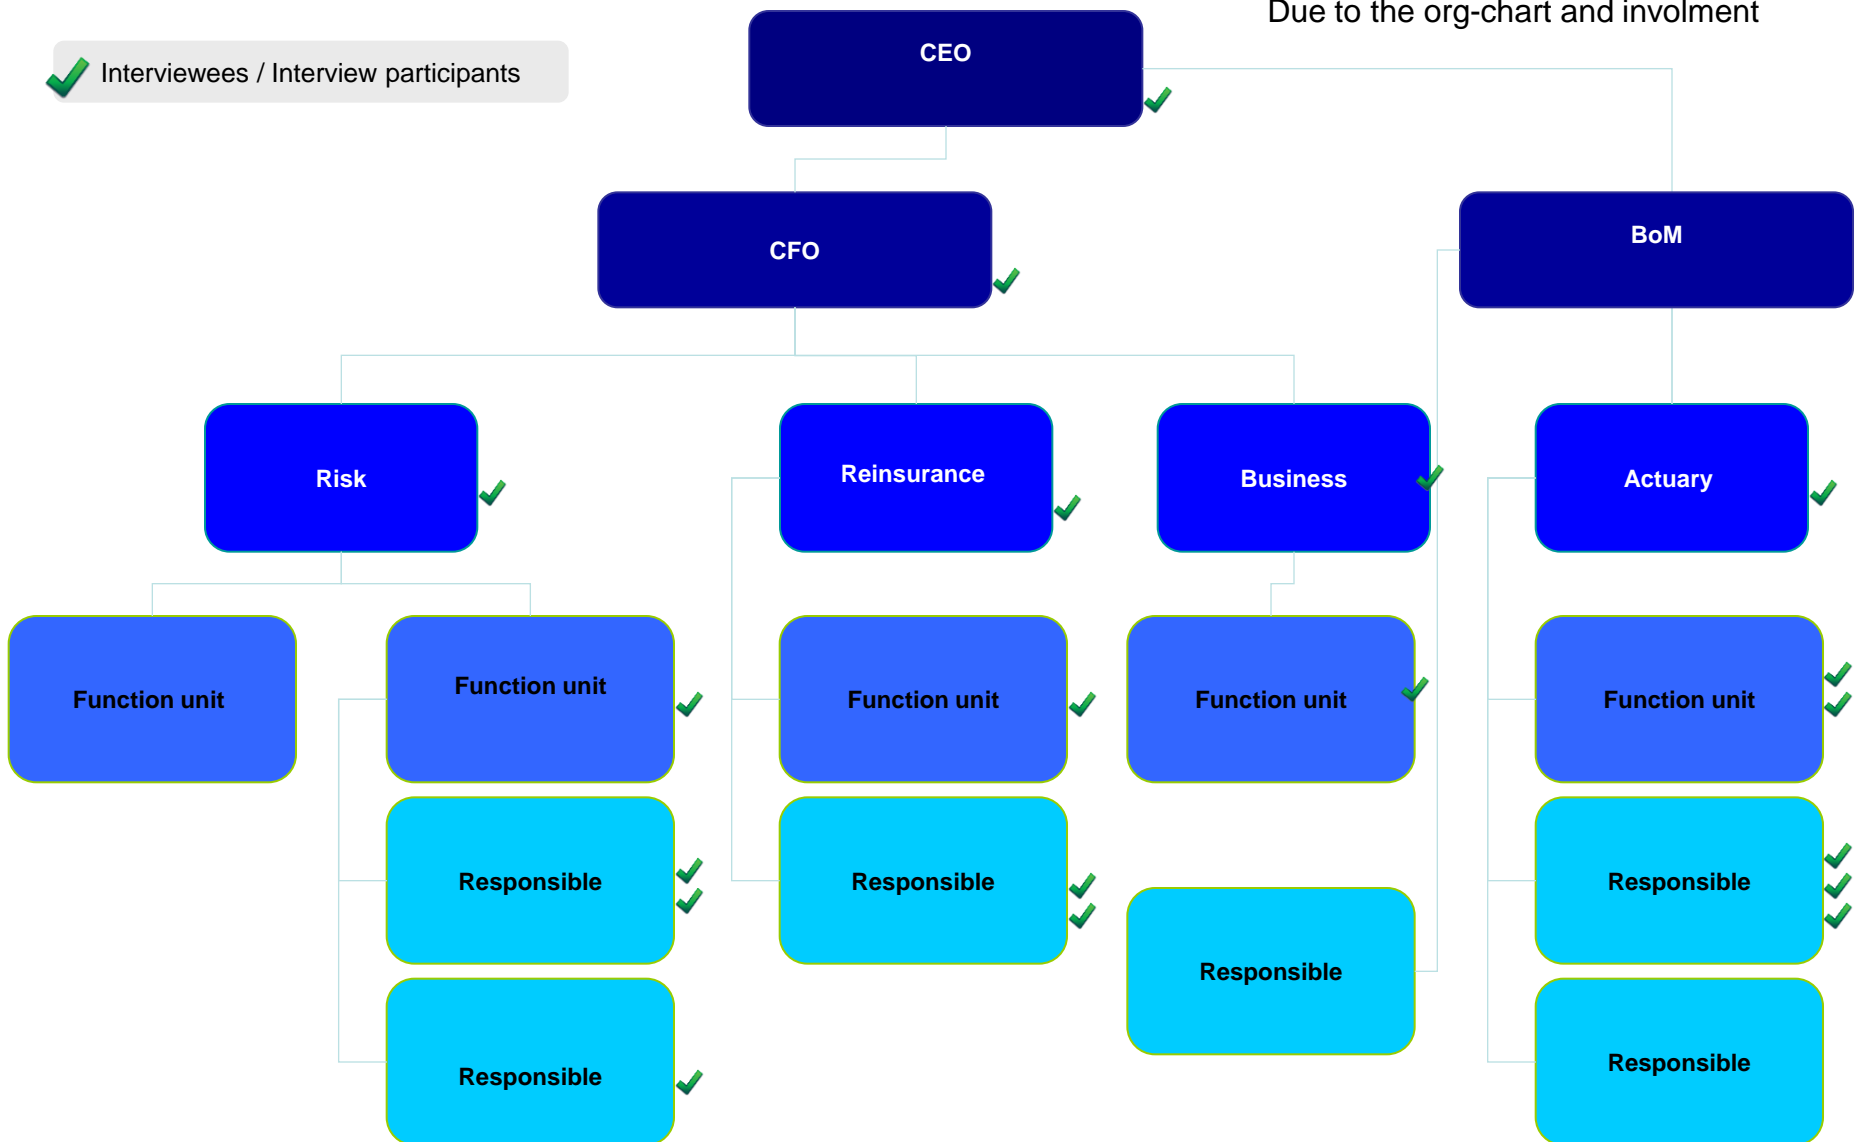 Due to the org-chart and involment
Interviewees / Interview participants
CEO
CFO
BoM
Risk
Reinsurance
Business
Actuary
Function unit
Function unit
Function unit
Function unit
Function unit
Responsible
Responsible
Responsible
Responsible
Responsible
Responsible